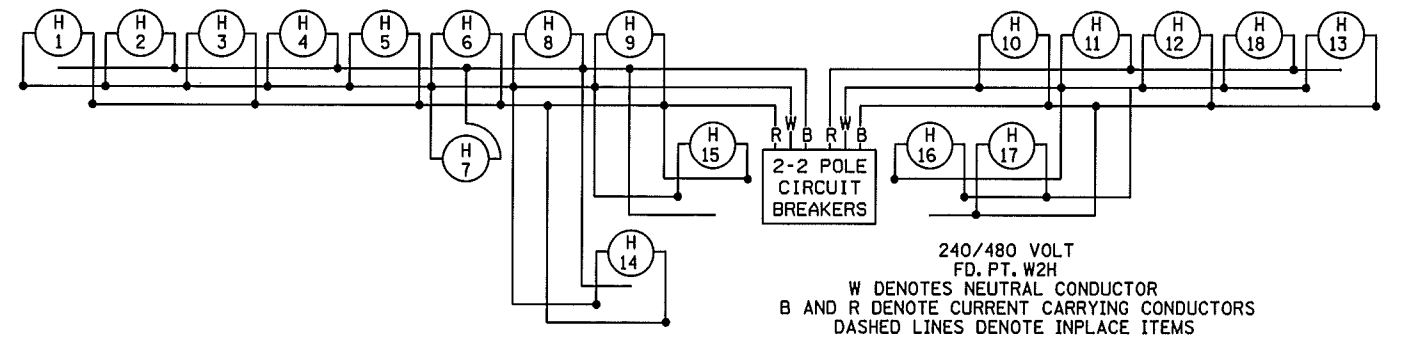 H 1
H 2
H 3
H 4
H 5
H 6
H 8
H 9
H 10
H 11
H 12
H 18
H 13
H 7
H 15
R W B R W B
H 16
H 17
2-2 POLE
CIRCUIT
BREAKERS
H 14
240/480 VOLT
FD. PT. W2H
W DENOTES NEUTRAL CONDUCTOR
B AND R DENOTE CURRENT CARRYING CONDUCTORS
DASHED LINES DENOTE INPLACE ITEMS